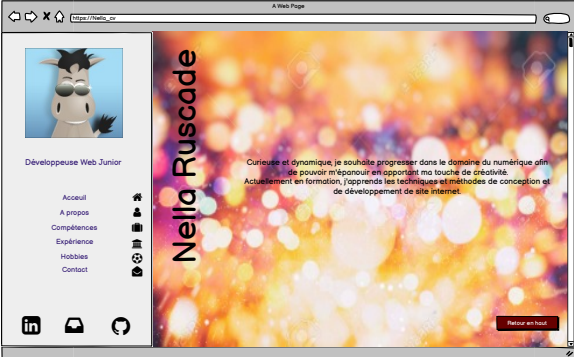 A Web Page
https://Nello_cv
Développeuse Web Junior
Acceuil
A propos
Compétences
Expérience
Hobbies
Contact
in
Nella Ruscade
Curieuse et dynamique, je souhaite progresser dans le domaine du numérique afin
de pouvoir m'épanouir en apportant ma touche de créativité.
Actuellement en formation, j'apprends les techniques et méthodes de conception et
de développement de site internet.
Retour en haut